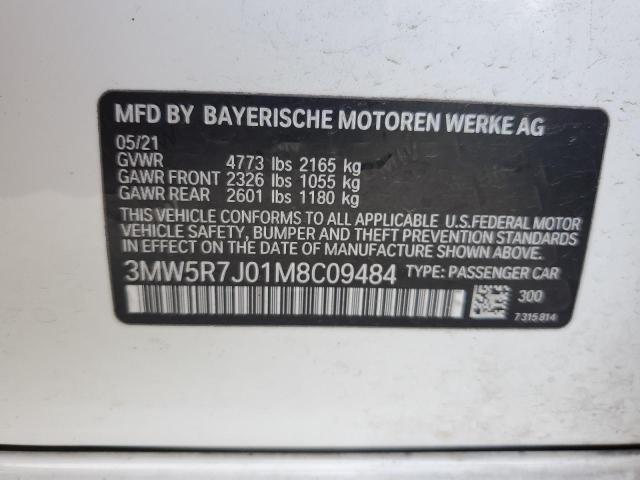 MFD BY BAYERISCHE MOTOREN WERKE AG
05/21
GVWR 4773 lbs 2165 kg
GAWR FRONT 2326 lbs 1055 kg
GAWR REAR 2601 lbs 1180 kg
THIS VEHICLE CONFORMS TO ALL APPLICABLE U.S.FEDERAL MOTOR
VEHICLE SAFETY, BUMPER AND THEFT PREVENTION STANDARDS
IN EFFECT ON THE DATE OF MANUFACTURE SHOWN ABOVE.
3MW5R7J01M8C09484 TYPE: PASSENGER CAR
300
7315814